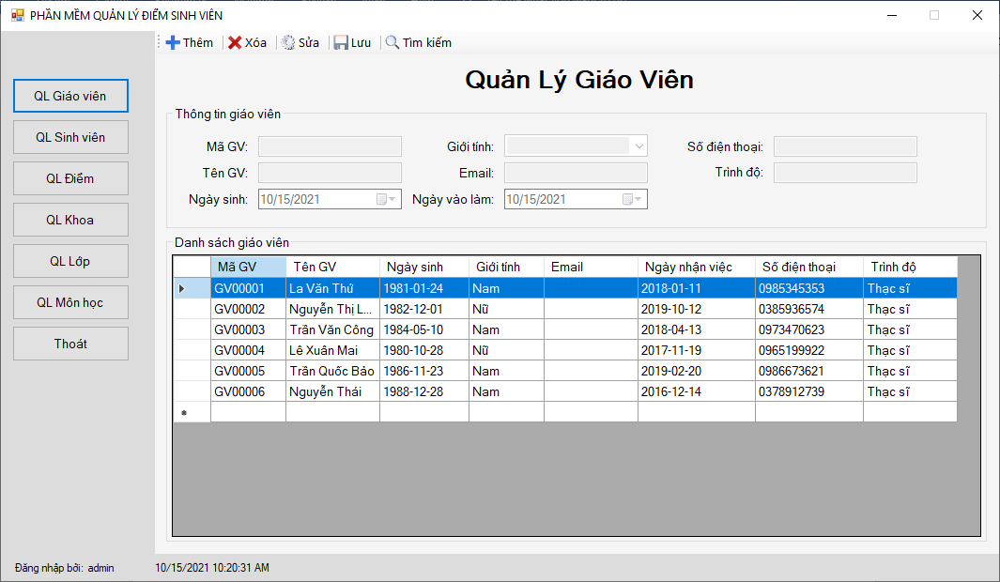 PHẦN MỀM QUẢN LÝ ĐIỂM SINH VIÊN
Thêm Xóa Sửa Lưu Tìm kiếm
QL Giáo viên
QL Sinh viên
QL Điểm
QL Khoa
QL Lớp
QL Môn học
Thoát
Quản Lý Giáo Viên
Thông tin giáo viên
Mã GV: Giới tính: Số điện thoại:
Tên GV: Email: Trình độ:
Ngày sinh: 10/15/2021 Ngày vào làm: 10/15/2021
Danh sách giáo viên
Mã GV Tên GV Ngày sinh Giới tính Email Ngày nhận việc Số điện thoại Trình độ
GV00001 La Văn Thử 1981-01-24 Nam 2018-01-11 0985345353 Thạc sĩ
GV00002 Nguyễn Thị L... 1982-12-01 Nữ 2019-10-12 0385936574 Thạc sĩ
GV00003 Trần Văn Công 1984-05-10 Nam 2018-04-13 0973470623 Thạc sĩ
GV00004 Lê Xuân Mai 1980-10-28 Nữ 2017-11-19 0965199922 Thạc sĩ
GV00005 Trần Quốc Bảo 1986-11-23 Nam 2019-02-20 0986673621 Thạc sĩ
GV00006 Nguyễn Thái 1988-12-28 Nam 2016-12-14 0378912739 Thạc sĩ
Đăng nhập bởi: admin 10/15/2021 10:20:31 AM